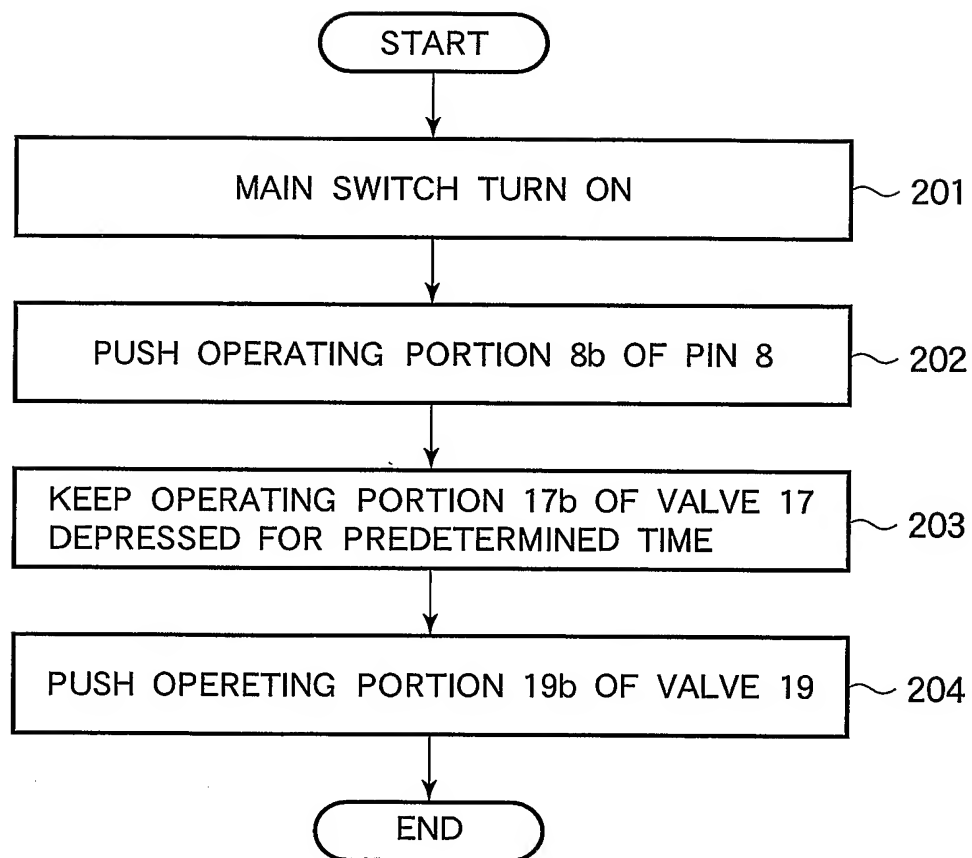 START
MAIN SWITCH TURN ON
201
PUSH OPERATING PORTION 8b OF PIN 8
202
KEEP OPERATING PORTION 17b OF VALVE 17
DEPRESSED FOR PREDETERMINED TIME
203
PUSH OPERETING PORTION 19b OF VALVE 19
204
END